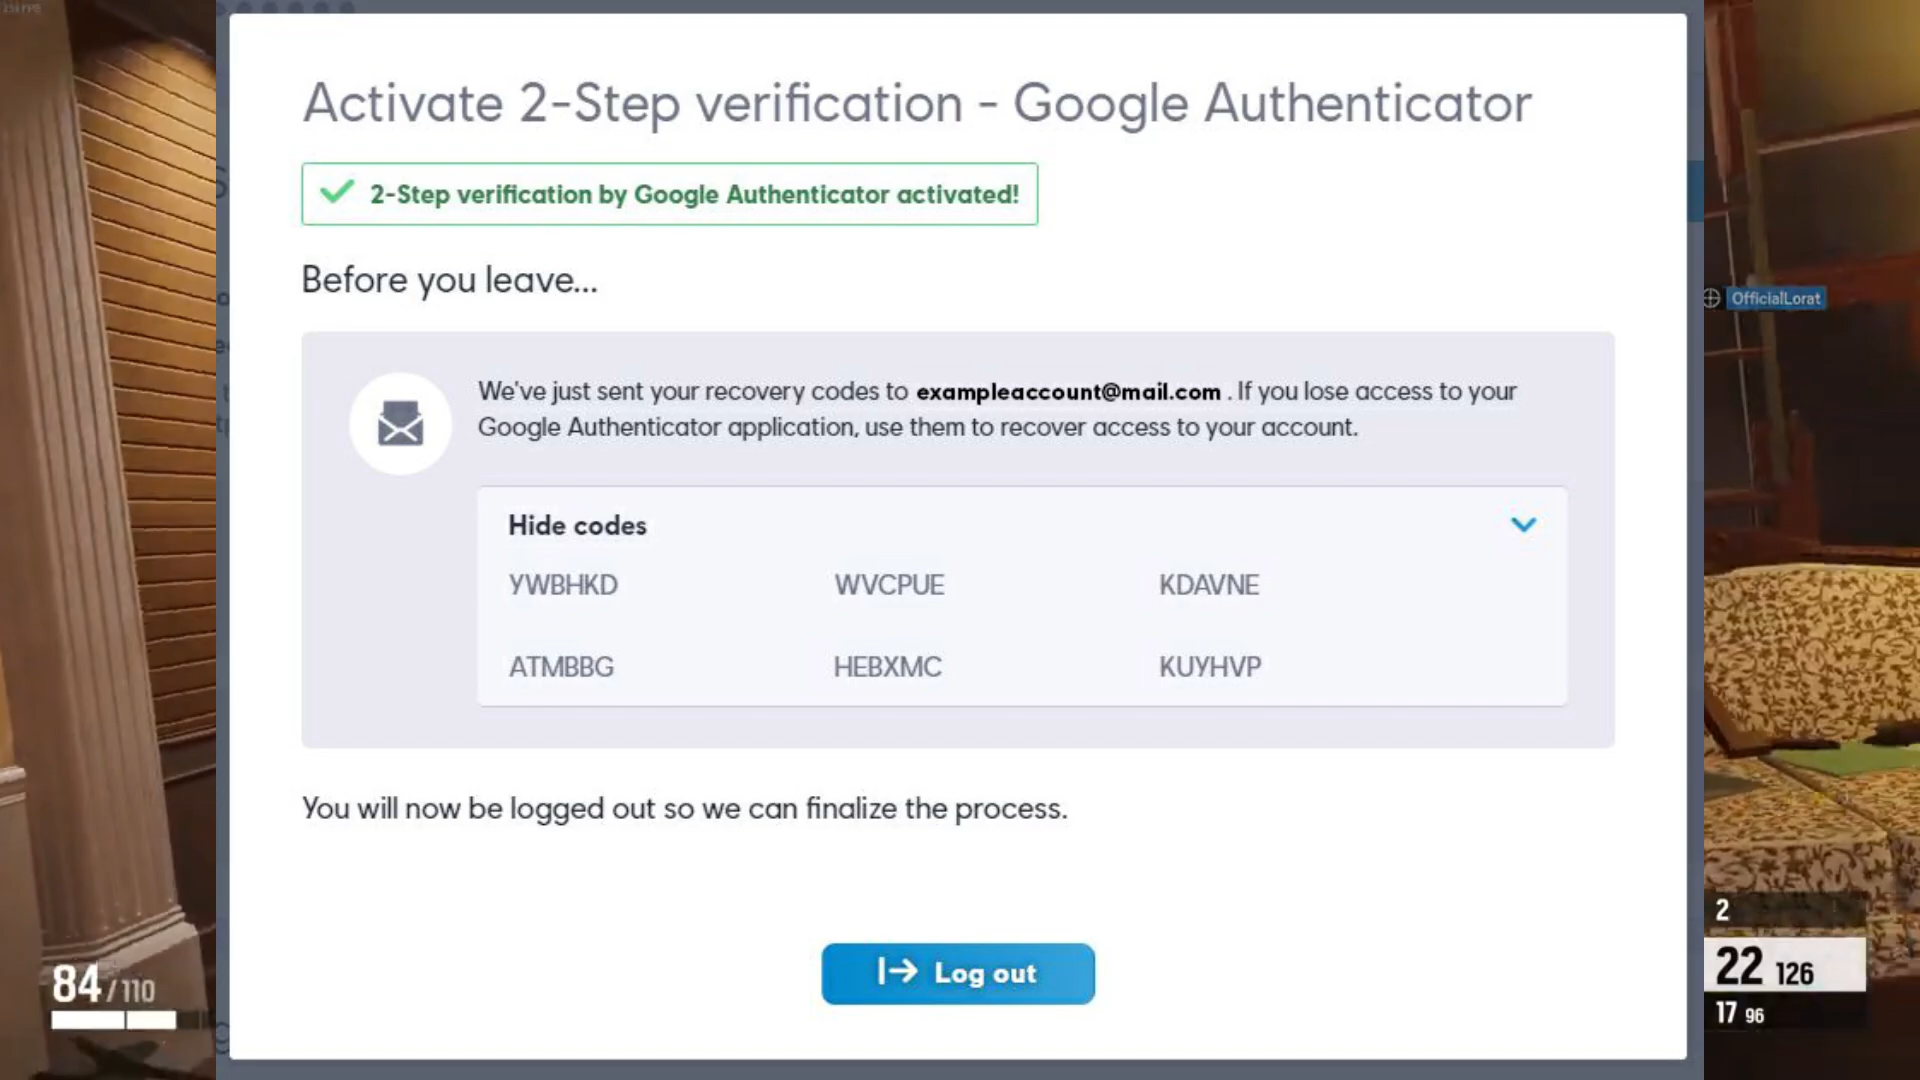 Activate 2-Step verification - Google Authenticator
2-Step verification by Google Authenticator activated!
Before you leave...
We've just sent your recovery codes to exampleaccount@mail.com . If you lose access to your
Google Authenticator application, use them to recover access to your account.
Hide codes
YWBHKD WVCPUE KDAVNE
ATMBBG HEBXMC KUYHVP
You will now be logged out so we can finalize the process.
Log out
OfficialLorat
84/110
2
22 126
17 96